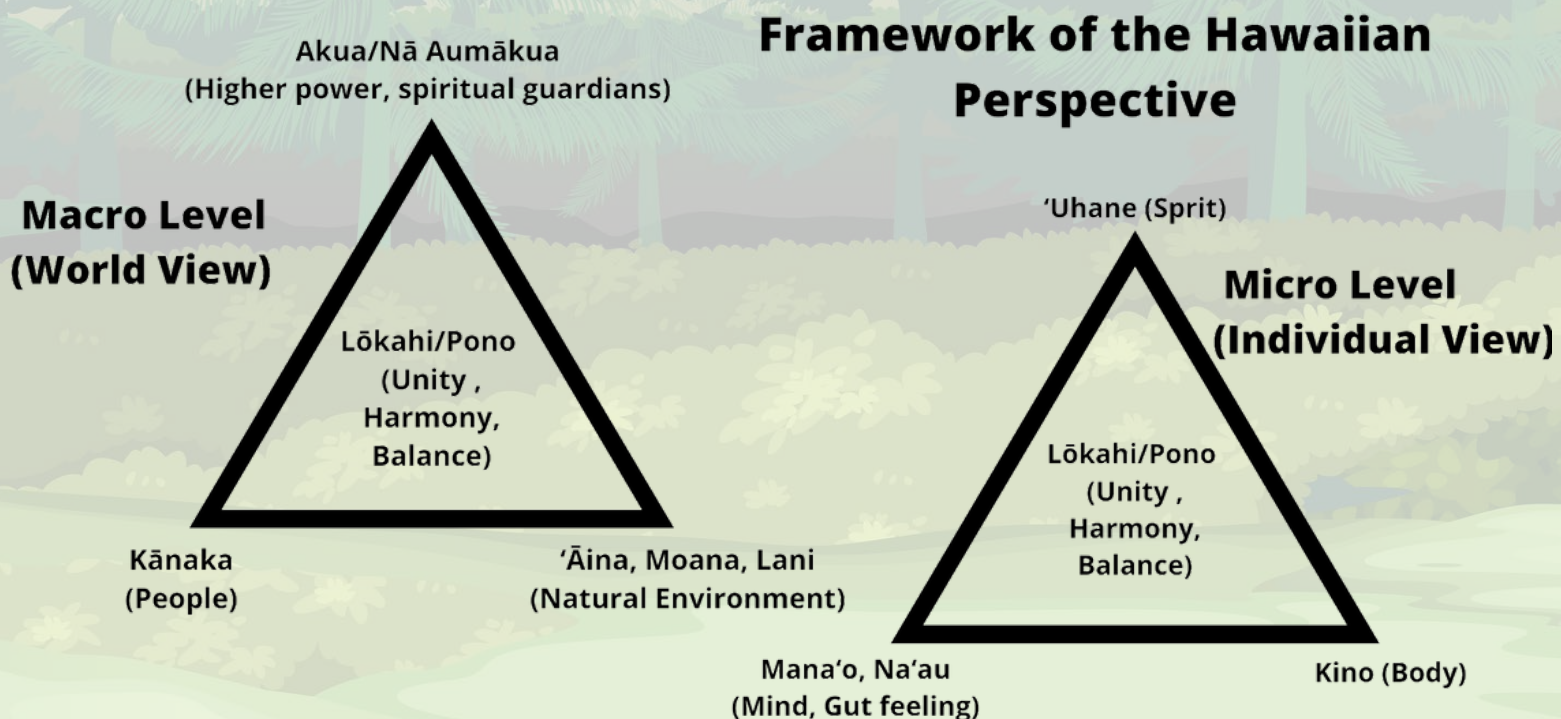 Framework of the Hawaiian
Perspective
Akua/Nā Aumākua
(Higher power, spiritual guardians)
Macro Level
(World View)
Lōkahi/Pono
(Unity ,
Harmony,
Balance)
Kānaka
(People)
ʻĀina, Moana, Lani
(Natural Environment)
ʻUhane (Sprit)
Micro Level
(Individual View)
Lōkahi/Pono
(Unity ,
Harmony,
Balance)
Manaʻo, Naʻau
(Mind, Gut feeling)
Kino (Body)